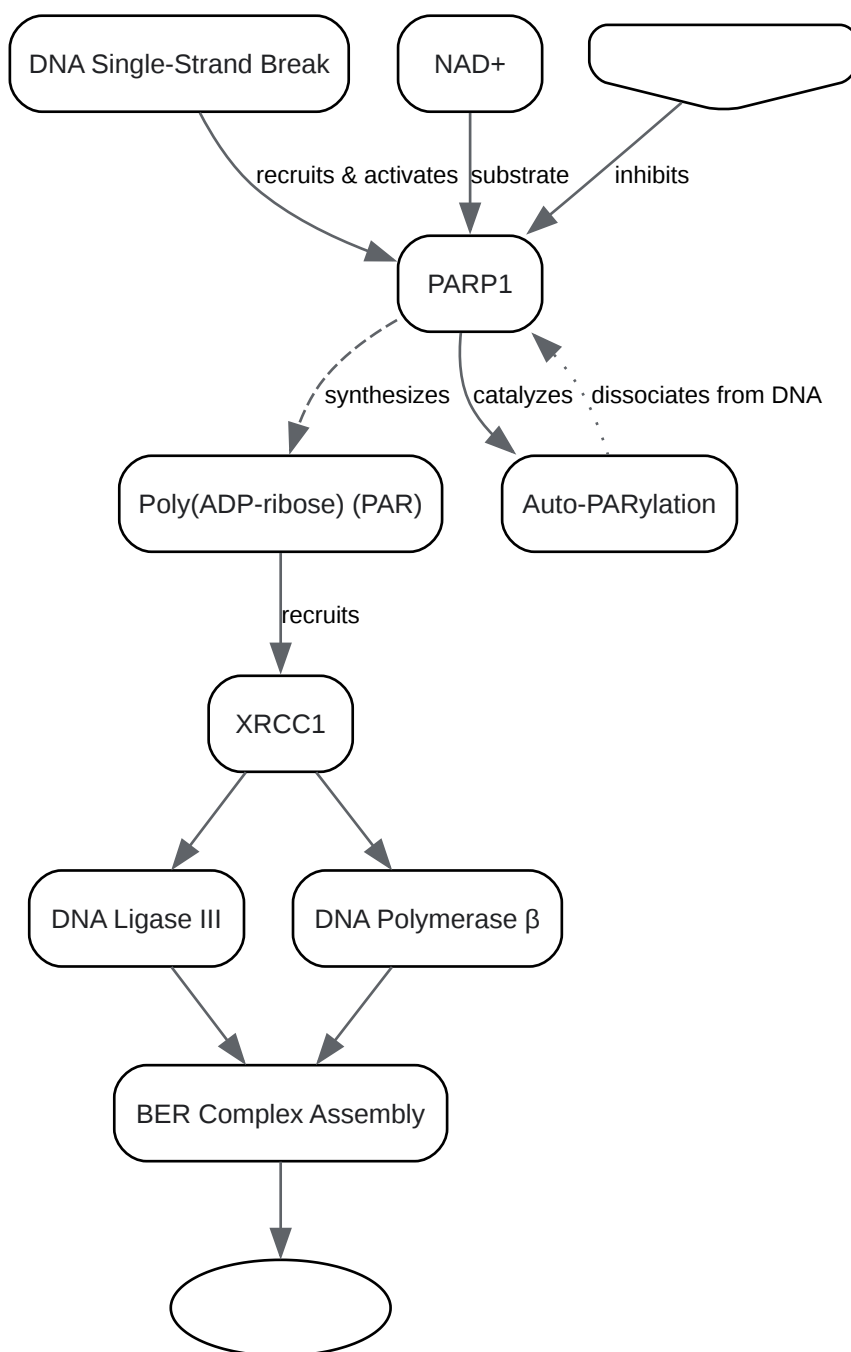 DNA Single-Strand Break
NAD+
recruits & activates
substrate
inhibits
PARP1
synthesizes
catalyzes
dissociates from DNA
Poly(ADP-ribose) (PAR)
Auto-PARylation
recruits
XRCC1
DNA Ligase III
DNA Polymerase β
BER Complex Assembly